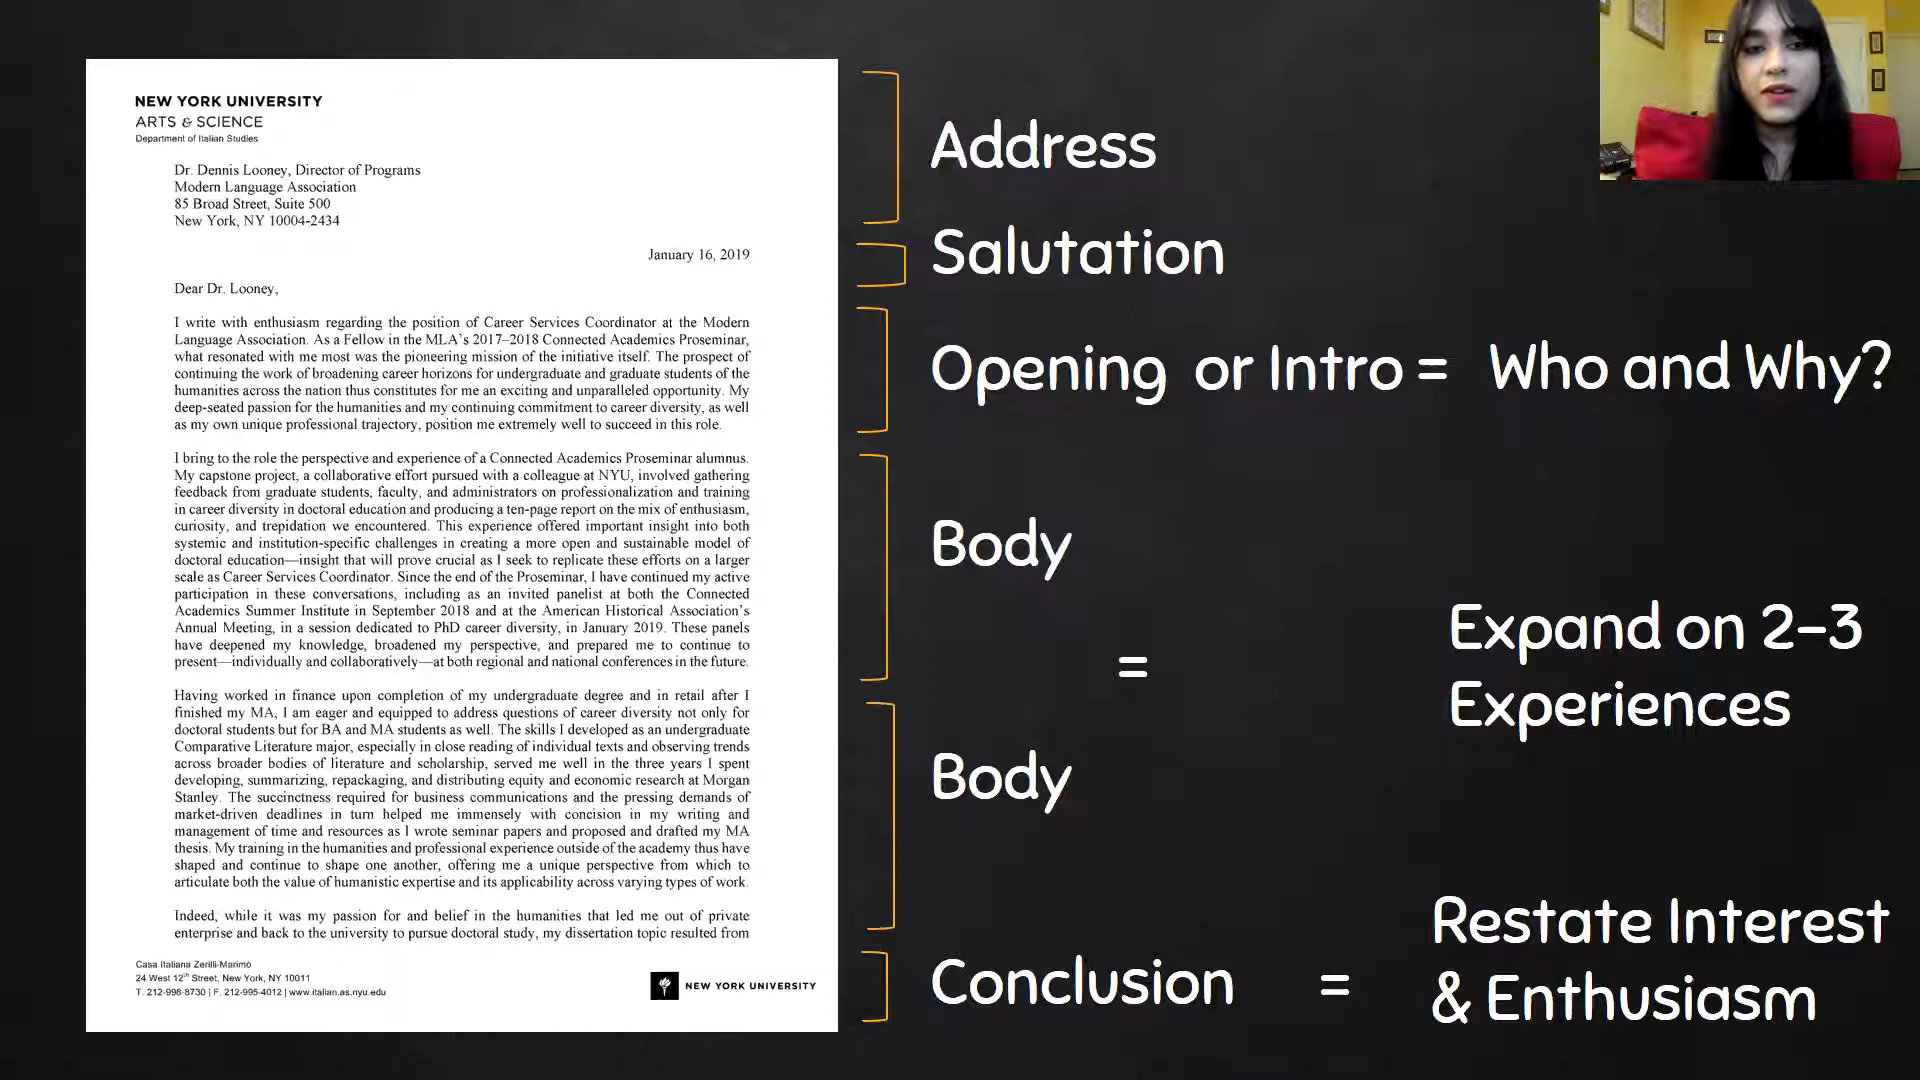 NEW YORK UNIVERSITY
ARTS & SCIENCE
Department of Italian Studies
Dr. Dennis Looney, Director of Programs
Modern Language Association
85 Broad Street, Suite 500
New York, NY 10004-2434
January 16, 2019
Dear Dr. Looney,
I write with enthusiasm regarding the position of Career Services Coordinator at the Modern
Language Association. As a Fellow in the MLA's 2017–2018 Connected Academics Proseminar,
what resonated with me most was the pioneering mission of the initiative itself. The prospect of
continuing the work of broadening career horizons for undergraduate and graduate students of the
humanities across the nation thus constitutes for me an exciting and unparalleled opportunity. My
deep-seated passion for the humanities and my continuing commitment to career diversity, as well
as my own unique professional trajectory, position me extremely well to succeed in this role.
I bring to the role the perspective and experience of a Connected Academics Proseminar alumnus.
My capstone project, a collaborative effort pursued with a colleague at NYU, involved gathering
feedback from graduate students, faculty, and administrators on professionalization and training
in career diversity in doctoral education and producing a ten-page report on the mix of enthusiasm,
curiosity, and trepidation we encountered. This experience offered important insight into both
systemic and institution-specific challenges in creating a more open and sustainable model of
doctoral education—insight that will prove crucial as I seek to replicate these efforts on a larger
scale as Career Services Coordinator. Since the end of the Proseminar, I have continued my active
participation in these conversations, including as an invited panelist at both the Connected
Academics Summer Institute in September 2018 and at the American Historical Association's
Annual Meeting, in a session dedicated to PhD career diversity, in January 2019. These panels
have deepened my knowledge, broadened my perspective, and prepared me to continue to
present—individually and collaboratively—at both regional and national conferences in the future.
Having worked in finance upon completion of my undergraduate degree and in retail after I
finished my MA, I am eager and equipped to address questions of career diversity not only for
doctoral students but for BA and MA students as well. The skills I developed as an undergraduate
Comparative Literature major, especially in close reading of individual texts and observing trends
across broader bodies of literature and scholarship, served me well in the three years I spent
developing, summarizing, repackaging, and distributing equity and economic research at Morgan
Stanley. The succinctness required for business communications and the pressing demands of
market-driven deadlines in turn helped me immensely with concision in my writing and
management of time and resources as I wrote seminar papers and proposed and drafted my MA
thesis. My training in the humanities and professional experience outside of the academy thus have
shaped and continue to shape one another, offering me a unique perspective from which to
articulate both the value of humanistic expertise and its applicability across varying types of work.
Indeed, while it was my passion for and belief in the humanities that led me out of private
enterprise and back to the university to pursue doctoral study, my dissertation topic resulted from
Casa Italiana Zerilli-Marimò
24 West 12th Street, New York, NY 10011
T. 212-998-8730 | F. 212-995-4012 | www.italian.as.nyu.edu
NEW YORK UNIVERSITY
Address
Salutation
Opening or Intro = Who and Why?
Body
=
Expand on 2-3
Experiences
Body
Conclusion =
Restate Interest
& Enthusiasm